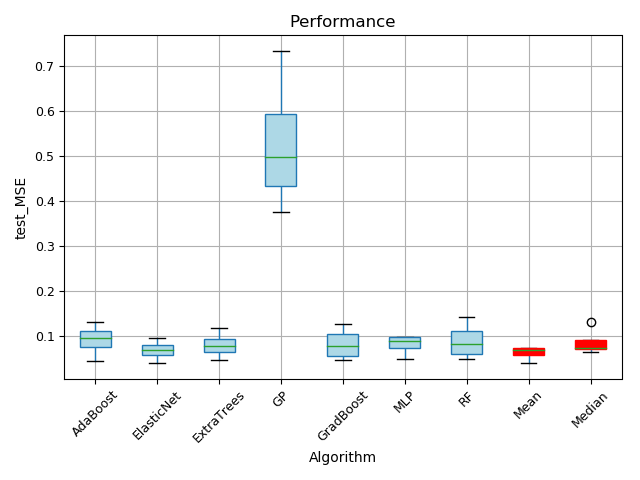 Performance
test_MSE
0.7
0.6
0.5
0.4
0.3
0.2
0.1
AdaBoost
ElasticNet
ExtraTrees
GP
GradBoost
MLP
RF
Mean
Median
Algorithm